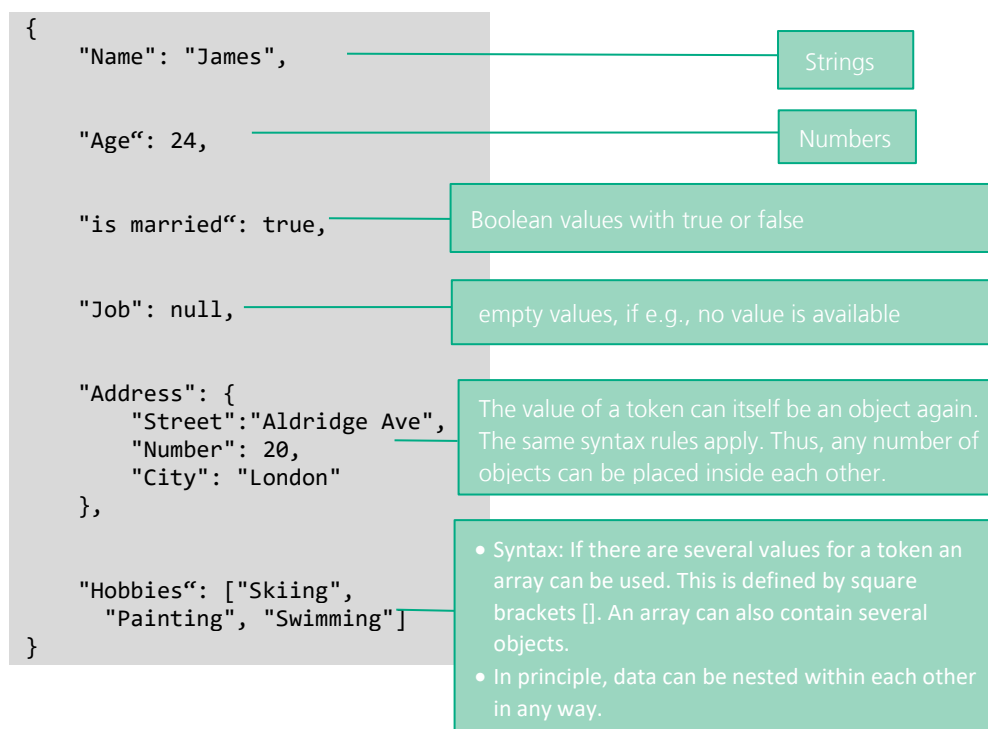 {
"Name": "James",
Strings
"Age“: 24,
Numbers
"is married“: true,
Boolean values with true or false
"Job": null,
empty values, if e.g., no value is available
"Address": {
"Street":"Aldridge Ave",
"Number": 20,
"City": "London"
},
The value of a token can itself be an object again.
The same syntax rules apply. Thus, any number of
objects can be placed inside each other.
"Hobbies“: ["Skiing",
"Painting", "Swimming"]
}
• Syntax: If there are several values for a token an
array can be used. This is defined by square
brackets []. An array can also contain several
objects.
• In principle, data can be nested within each other
in any way.